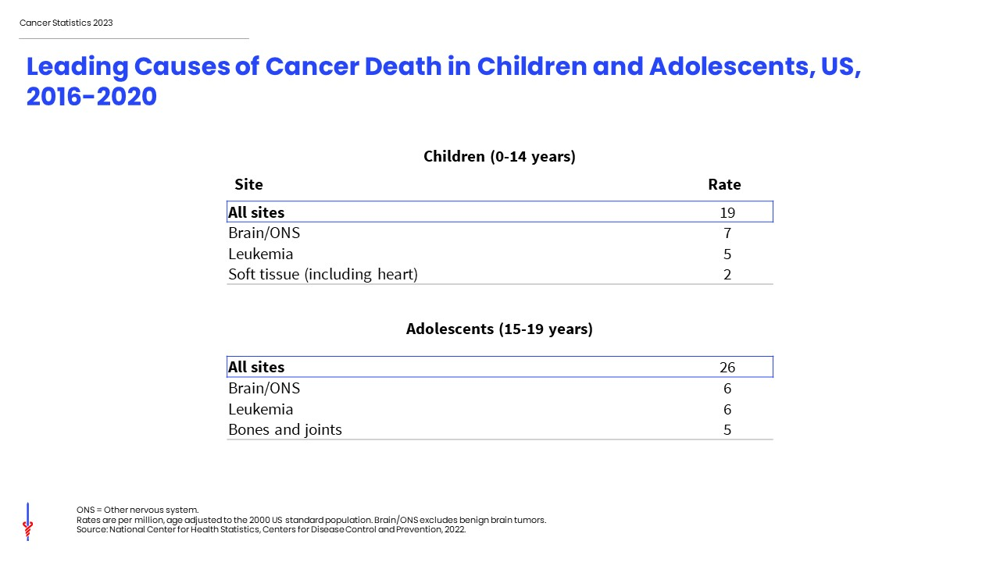 Cancer Statistics 2023
Leading Causes of Cancer Death in Children and Adolescents, US,
2016-2020
Children (0-14 years)
Site Rate
All sites 19
Brain/ONS 7
Leukemia 5
Soft tissue (including heart) 2
Adolescents (15-19 years)
All sites 26
Brain/ONS 6
Leukemia 6
Bones and joints 5
ONS = Other nervous system.
Rates are per million, age adjusted to the 2000 US standard population. Brain/ONS excludes benign brain tumors.
Source: National Center for Health Statistics, Centers for Disease Control and Prevention, 2022.